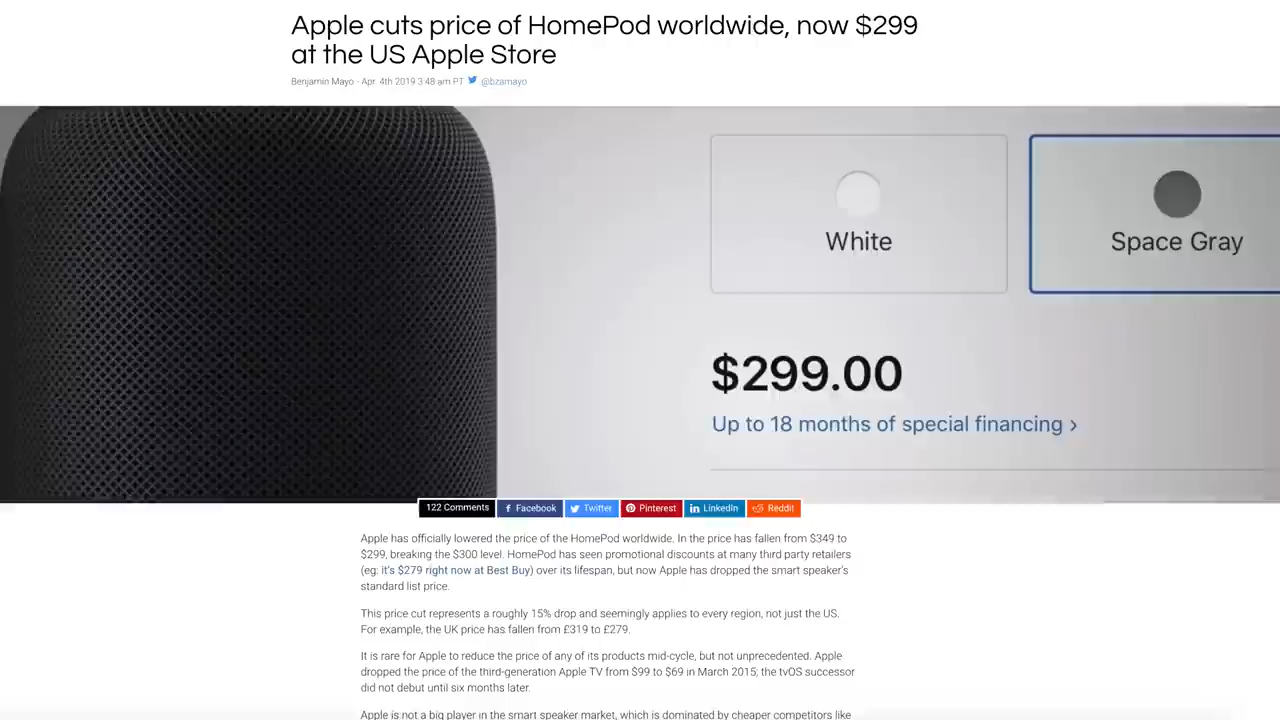 Apple cuts price of HomePod worldwide, now $299
at the US Apple Store
Benjamin Mayo - Apr. 4th 2019 3:48 am PT @bzamayo
White
Space Gray
$299.00
Up to 18 months of special financing ›
122 Comments
Facebook
Twitter
Pinterest
LinkedIn
Reddit
Apple has officially lowered the price of the HomePod worldwide. In the price has fallen from $349 to
$299, breaking the $300 level. HomePod has seen promotional discounts at many third party retailers
(eg: it's $279 right now at Best Buy) over its lifespan, but now Apple has dropped the smart speaker's
standard list price.
This price cut represents a roughly 15% drop and seemingly applies to every region, not just the US.
For example, the UK price has fallen from £319 to £279.
It is rare for Apple to reduce the price of any of its products mid-cycle, but not unprecedented. Apple
dropped the price of the third-generation Apple TV from $99 to $69 in March 2015; the tvOS successor
did not debut until six months later.
Apple is not a big player in the smart speaker market, which is dominated by cheaper competitors like